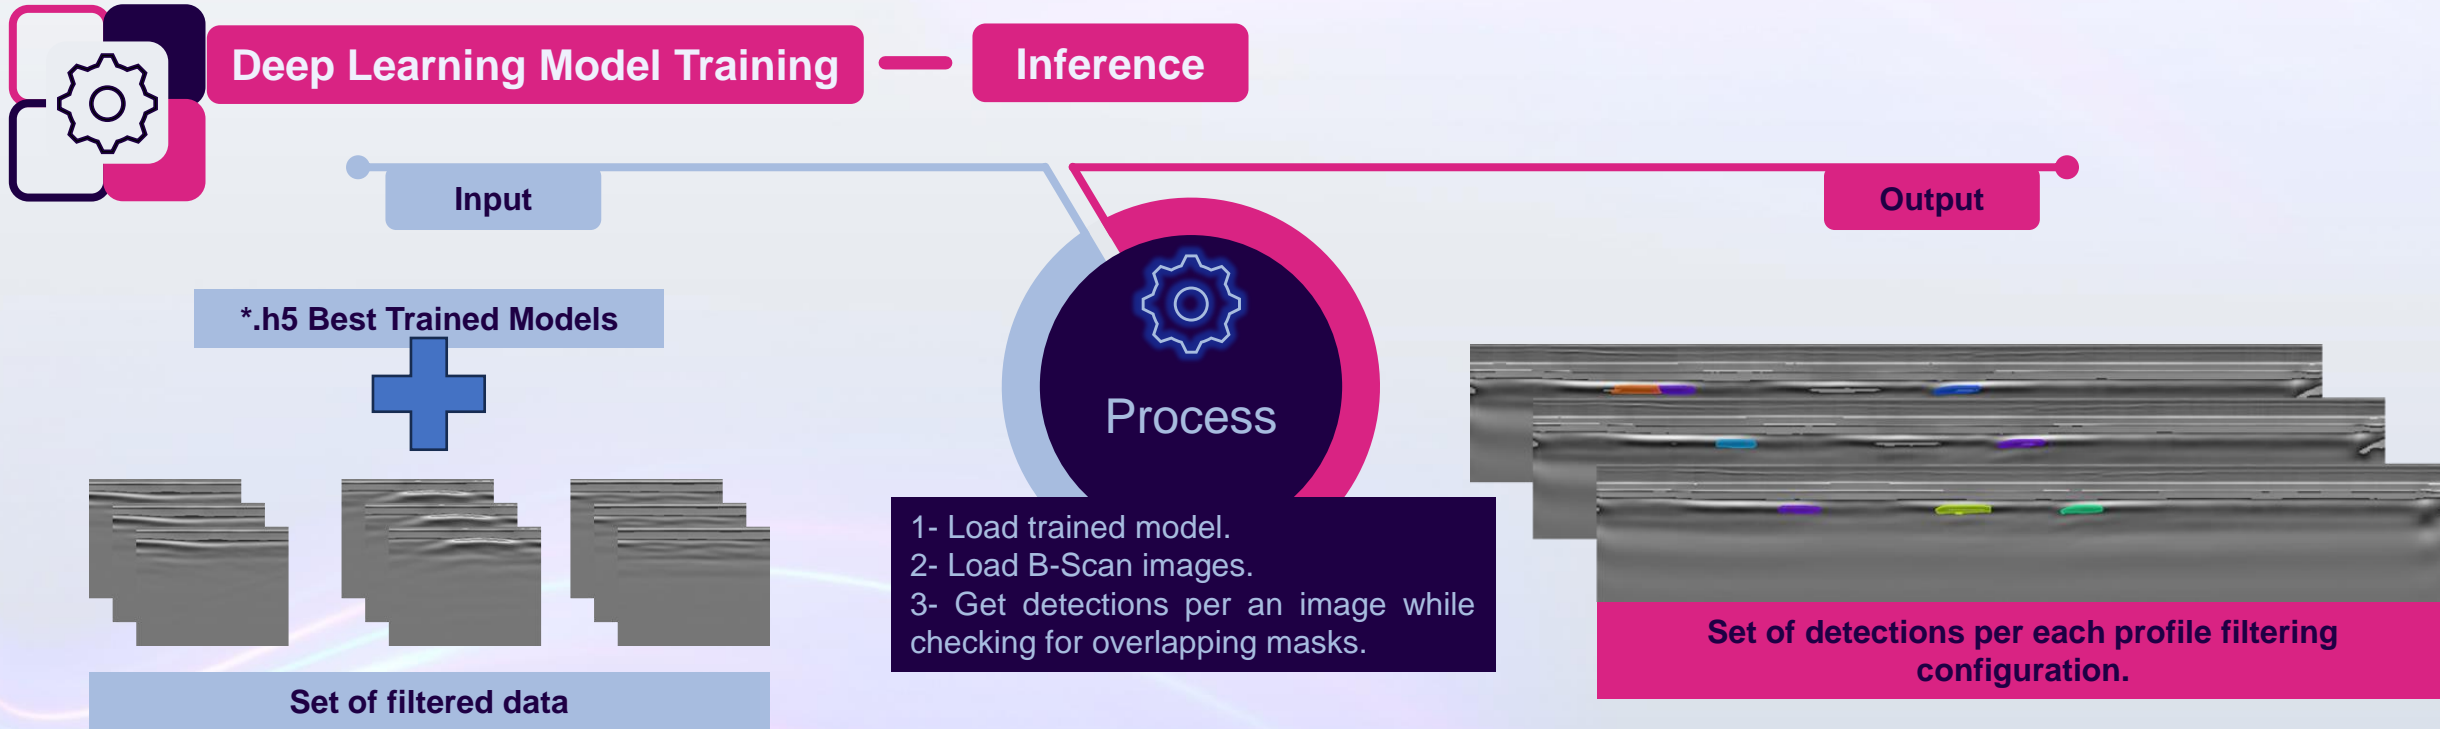 Deep Learning Model Training
Inference
Input
Output
*.h5 Best Trained Models
Process
1- Load trained model.
2- Load B-Scan images.
3- Get detections per an image while
checking for overlapping masks.
Set of filtered data
Set of detections per each profile filtering
configuration.